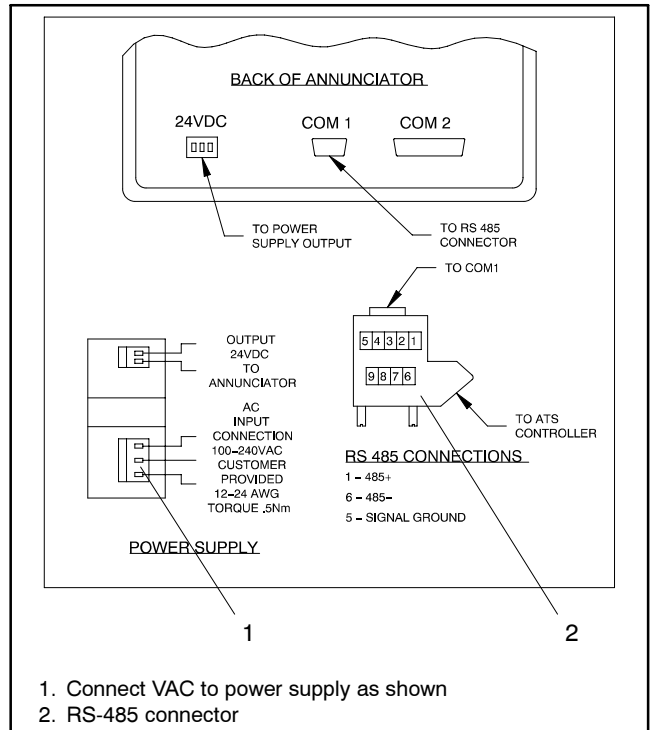 BACK OF ANNUNCIATOR
24VDC
COM 1
COM 2
TO POWER
SUPPLY OUTPUT
TO RS 485
CONNECTOR
TO COM1
5 4 3 2 1
9 8 7 6
TO ATS
CONTROLLER
OUTPUT
24VDC
TO
ANNUNCIATOR
AC
INPUT
CONNECTION
100–240VAC
CUSTOMER
PROVIDED
12–24 AWG
TORQUE .5Nm
POWER SUPPLY
RS 485 CONNECTIONS
1 – 485+
6 – 485–
5 – SIGNAL GROUND
1
2
1. Connect VAC to power supply as shown
2. RS-485 connector